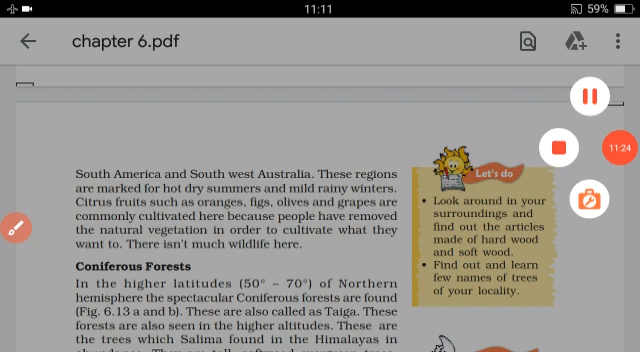 11:11
59%
chapter 6.pdf
South America and South west Australia. These regions
are marked for hot dry summers and mild rainy winters.
Citrus fruits such as oranges, figs, olives and grapes are
commonly cultivated here because people have removed
the natural vegetation in order to cultivate what they
want to. There isn't much wildlife here.
Coniferous Forests
In the higher latitudes (50° – 70°) of Northern
hemisphere the spectacular Coniferous forests are found
(Fig. 6.13 a and b). These are also called as Taiga. These
forests are also seen in the higher altitudes. These are
the trees which Salima found in the Himalayas in
Let's do
• Look around in your
surroundings and
find out the articles
made of hard wood
and soft wood.
• Find out and learn
few names of trees
of your locality.
11:24